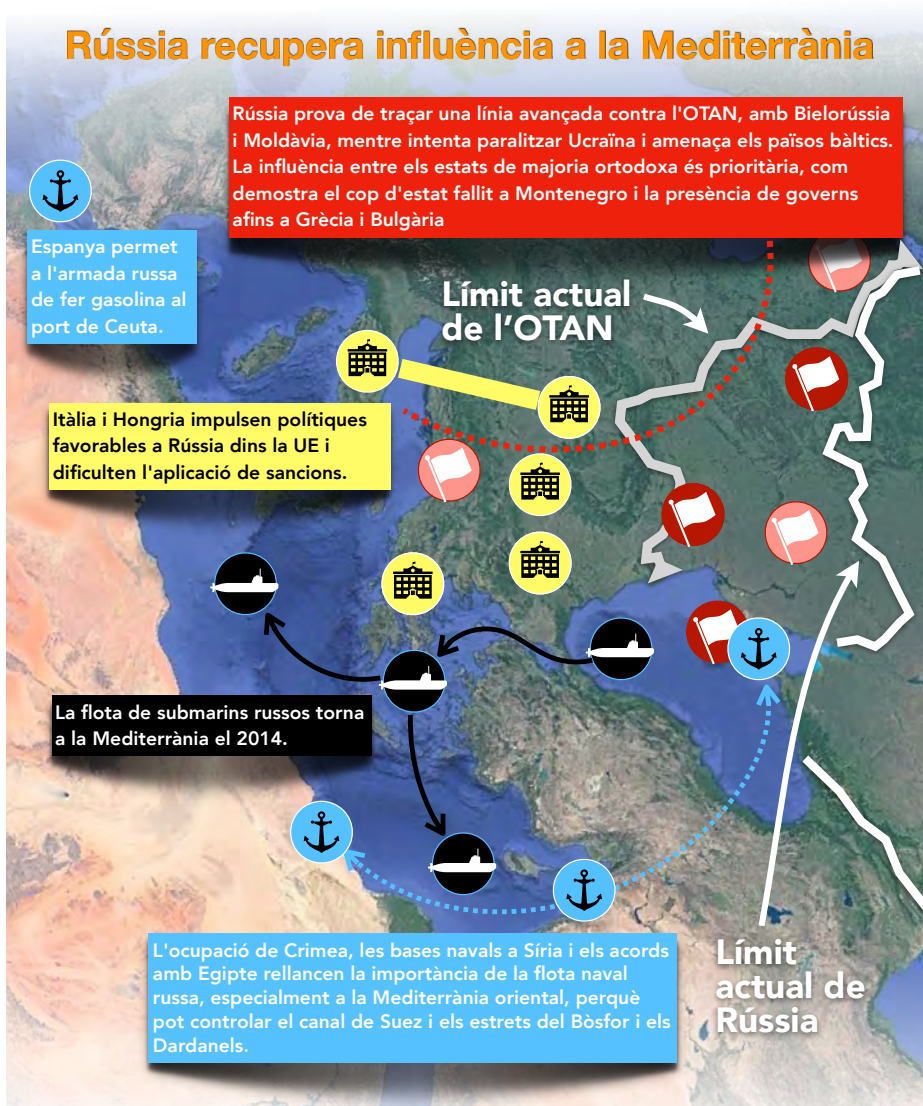 Rússia recupera influència a la Mediterrània
Rússia prova de traçar una línia avançada contra l'OTAN, amb Bielorússia
i Moldàvia, mentre intenta paralitzar Ucraïna i amenaça els països bàltics.
La influència entre els estats de majoria ortodoxa és prioritària, com
demostra el cop d'estat fallit a Montenegro i la presència de governs
afins a Grècia i Bulgària
Espanya permet
a l'armada russa
de fer gasolina al
port de Ceuta.
Límit actual
de l'OTAN
Itàlia i Hongria impulsen polítiques
favorables a Rússia dins la UE i
dificulten l'aplicació de sancions.
La flota de submarins russos torna
a la Mediterrània el 2014.
L'ocupació de Crimea, les bases navals a Síria i els acords
amb Egipte rellancen la importància de la flota naval
russa, especialment a la Mediterrània oriental, perquè
pot controlar el canal de Suez i els estrets del Bòsfor i els
Dardanels.
Límit
actual de
Rússia